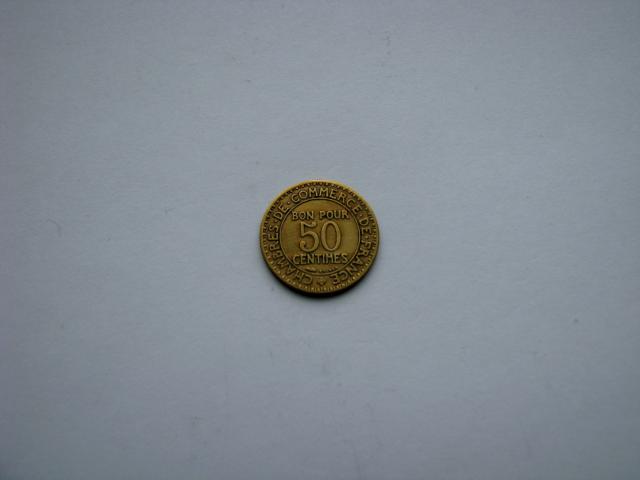 CHAMBRES·DE·COMMERCE·DE·FRANCE
BON POUR
50
CENTIMES